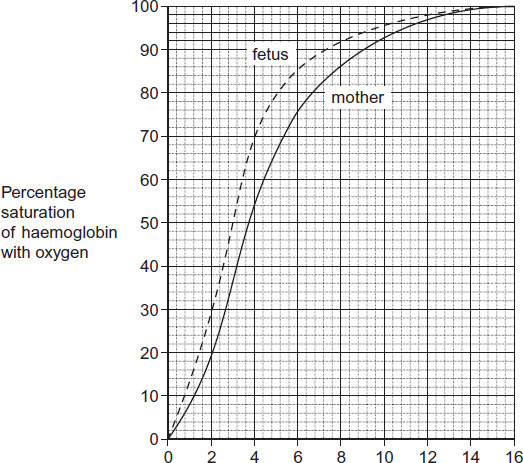 100
90
fetus
80
mother
70
60
Percentage
saturation
of haemoglobin
with oxygen
50
40
30
20
10
0
0 2 4 6 8 10 12 14 16